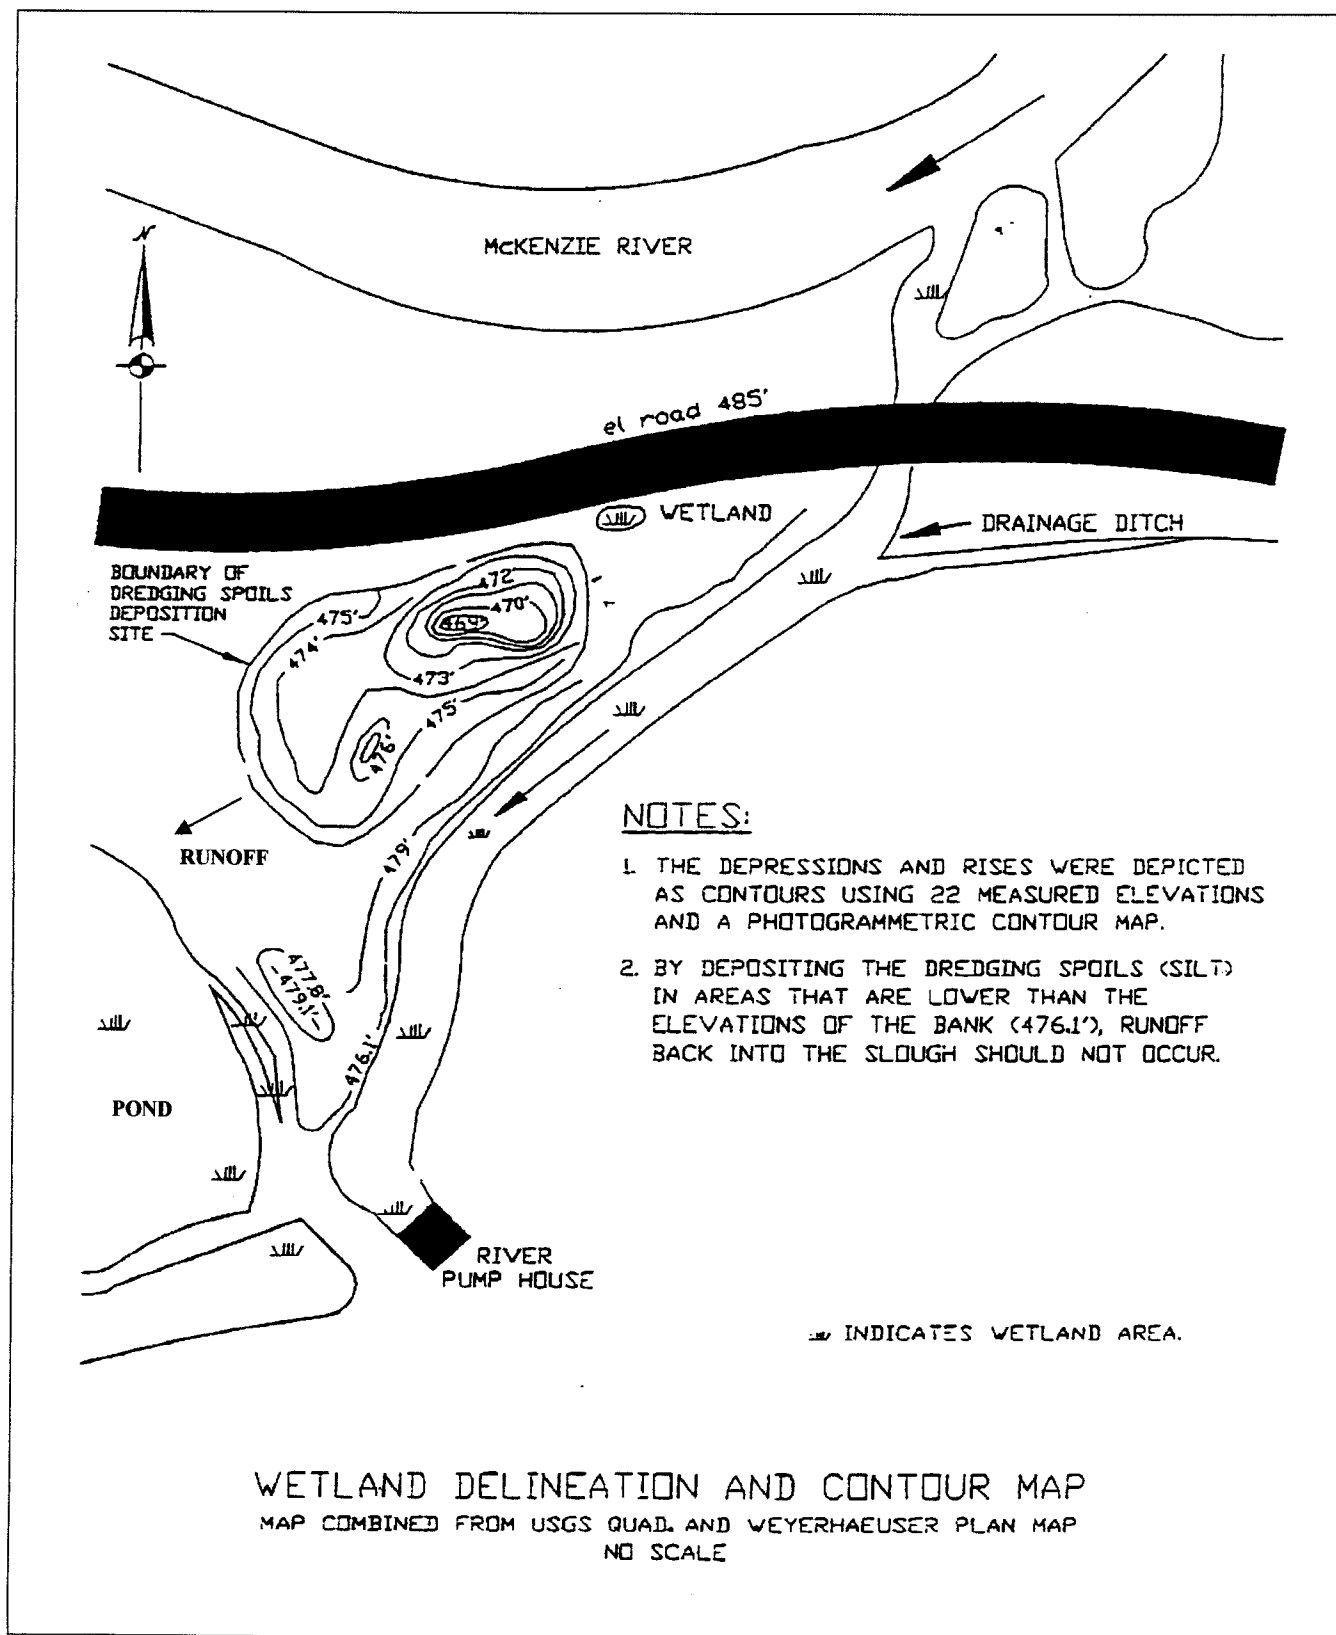 N
McKENZIE RIVER
el road 485'
WETLAND
DRAINAGE DITCH
BOUNDARY OF
DREDGING SPOILS
DEPOSITION
SITE
472
470'
469'
475'
474'
473'
475'
476'
RUNOFF
479'
477.8'
-479.1'-
476.1'
POND
RIVER
PUMP HOUSE
NOTES:
1. THE DEPRESSIONS AND RISES WERE DEPICTED
AS CONTOURS USING 22 MEASURED ELEVATIONS
AND A PHOTOGRAMMETRIC CONTOUR MAP.
2. BY DEPOSITING THE DREDGING SPOILS (SILT)
IN AREAS THAT ARE LOWER THAN THE
ELEVATIONS OF THE BANK (476.1'), RUNOFF
BACK INTO THE SLOUGH SHOULD NOT OCCUR.
INDICATES WETLAND AREA.
WETLAND DELINEATION AND CONTOUR MAP
MAP COMBINED FROM USGS QUAD. AND WEYERHAEUSER PLAN MAP
NO SCALE